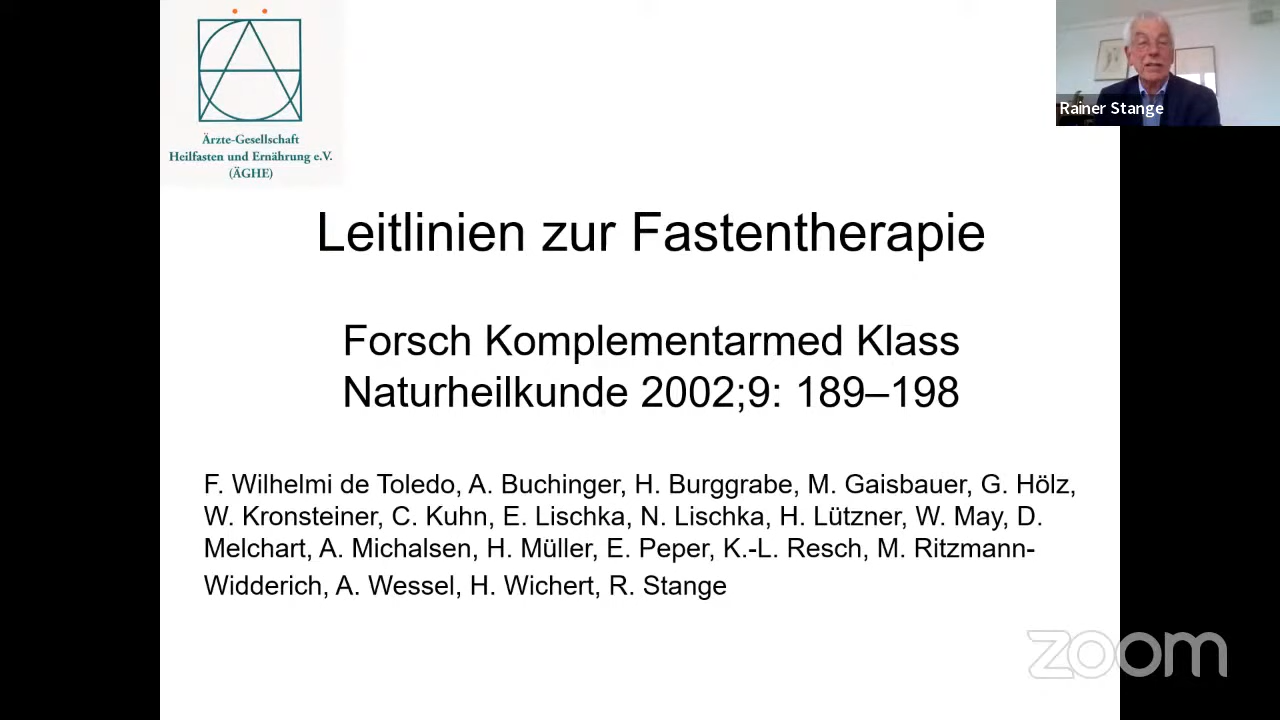 Ärzte-Gesellschaft
Heilfasten und Ernährung e.V.
(ÄGHE)
Rainer Stange
Leitlinien zur Fastentherapie
Forsch Komplementarmed Klass
Naturheilkunde 2002;9: 189–198
F. Wilhelmi de Toledo, A. Buchinger, H. Burggrabe, M. Gaisbauer, G. Hölz,
W. Kronsteiner, C. Kuhn, E. Lischka, N. Lischka, H. Lützner, W. May, D.
Melchart, A. Michalsen, H. Müller, E. Peper, K.-L. Resch, M. Ritzmann-
Widderich, A. Wessel, H. Wichert, R. Stange
zoom